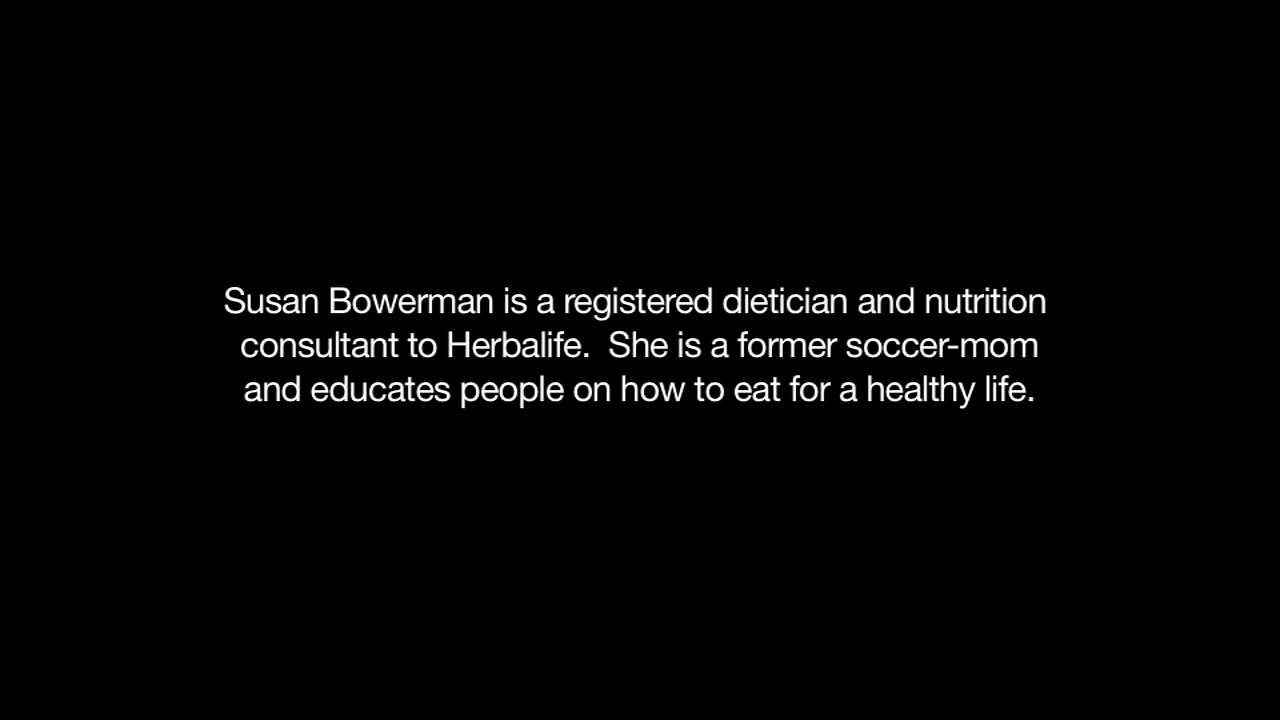 Susan Bowerman is a registered dietician and nutrition
consultant to Herbalife.  She is a former soccer-mom
and educates people on how to eat for a healthy life.